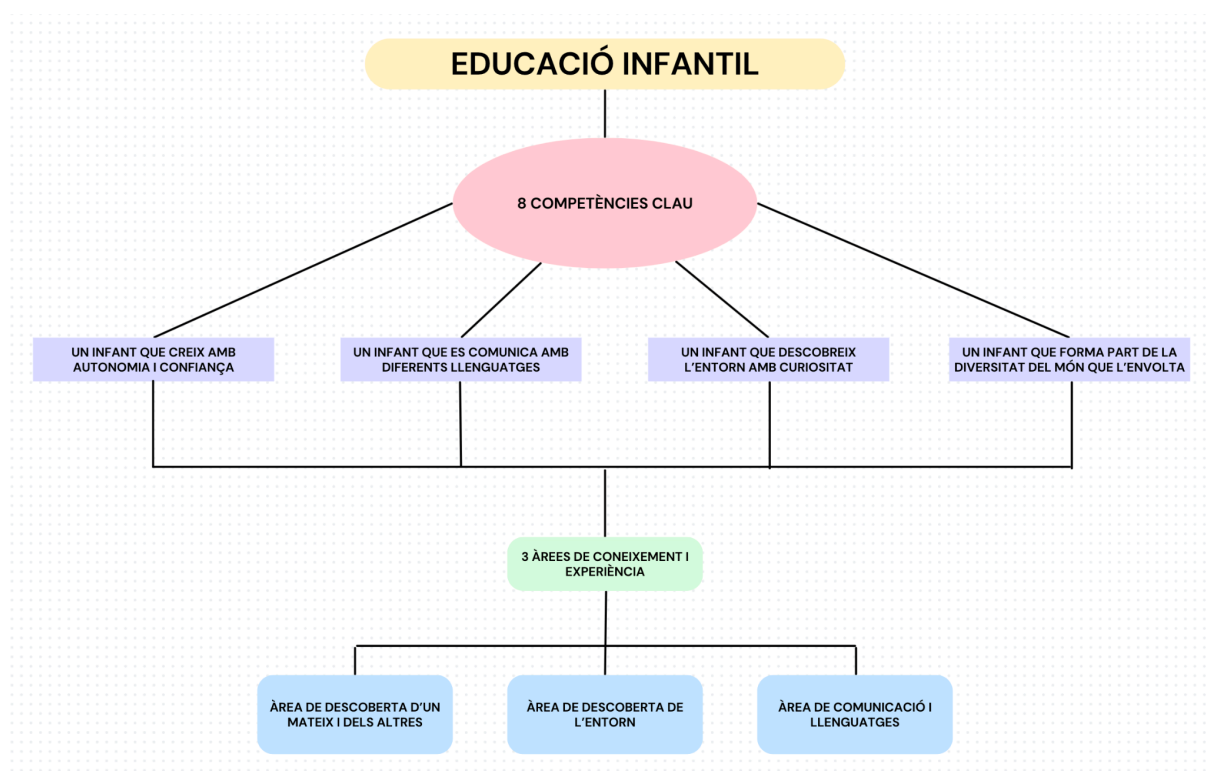 EDUCACIÓ INFANTIL
8 COMPETÈNCIES CLAU
UN INFANT QUE CREIX AMB
AUTONOMIA I CONFIANÇA
UN INFANT QUE ES COMUNICA AMB
DIFERENTS LLENGUATGES
UN INFANT QUE DESCOBREIX
L'ENTORN AMB CURIOSITAT
UN INFANT QUE FORMA PART DE LA
DIVERSITAT DEL MÓN QUE L'ENVOLTA
3 ÀREES DE CONEIXEMENT I
EXPERIÈNCIA
ÀREA DE DESCOBERTA D'UN
MATEIX I DELS ALTRES
ÀREA DE DESCOBERTA DE
L'ENTORN
ÀREA DE COMUNICACIÓ I
LLENGUATGES